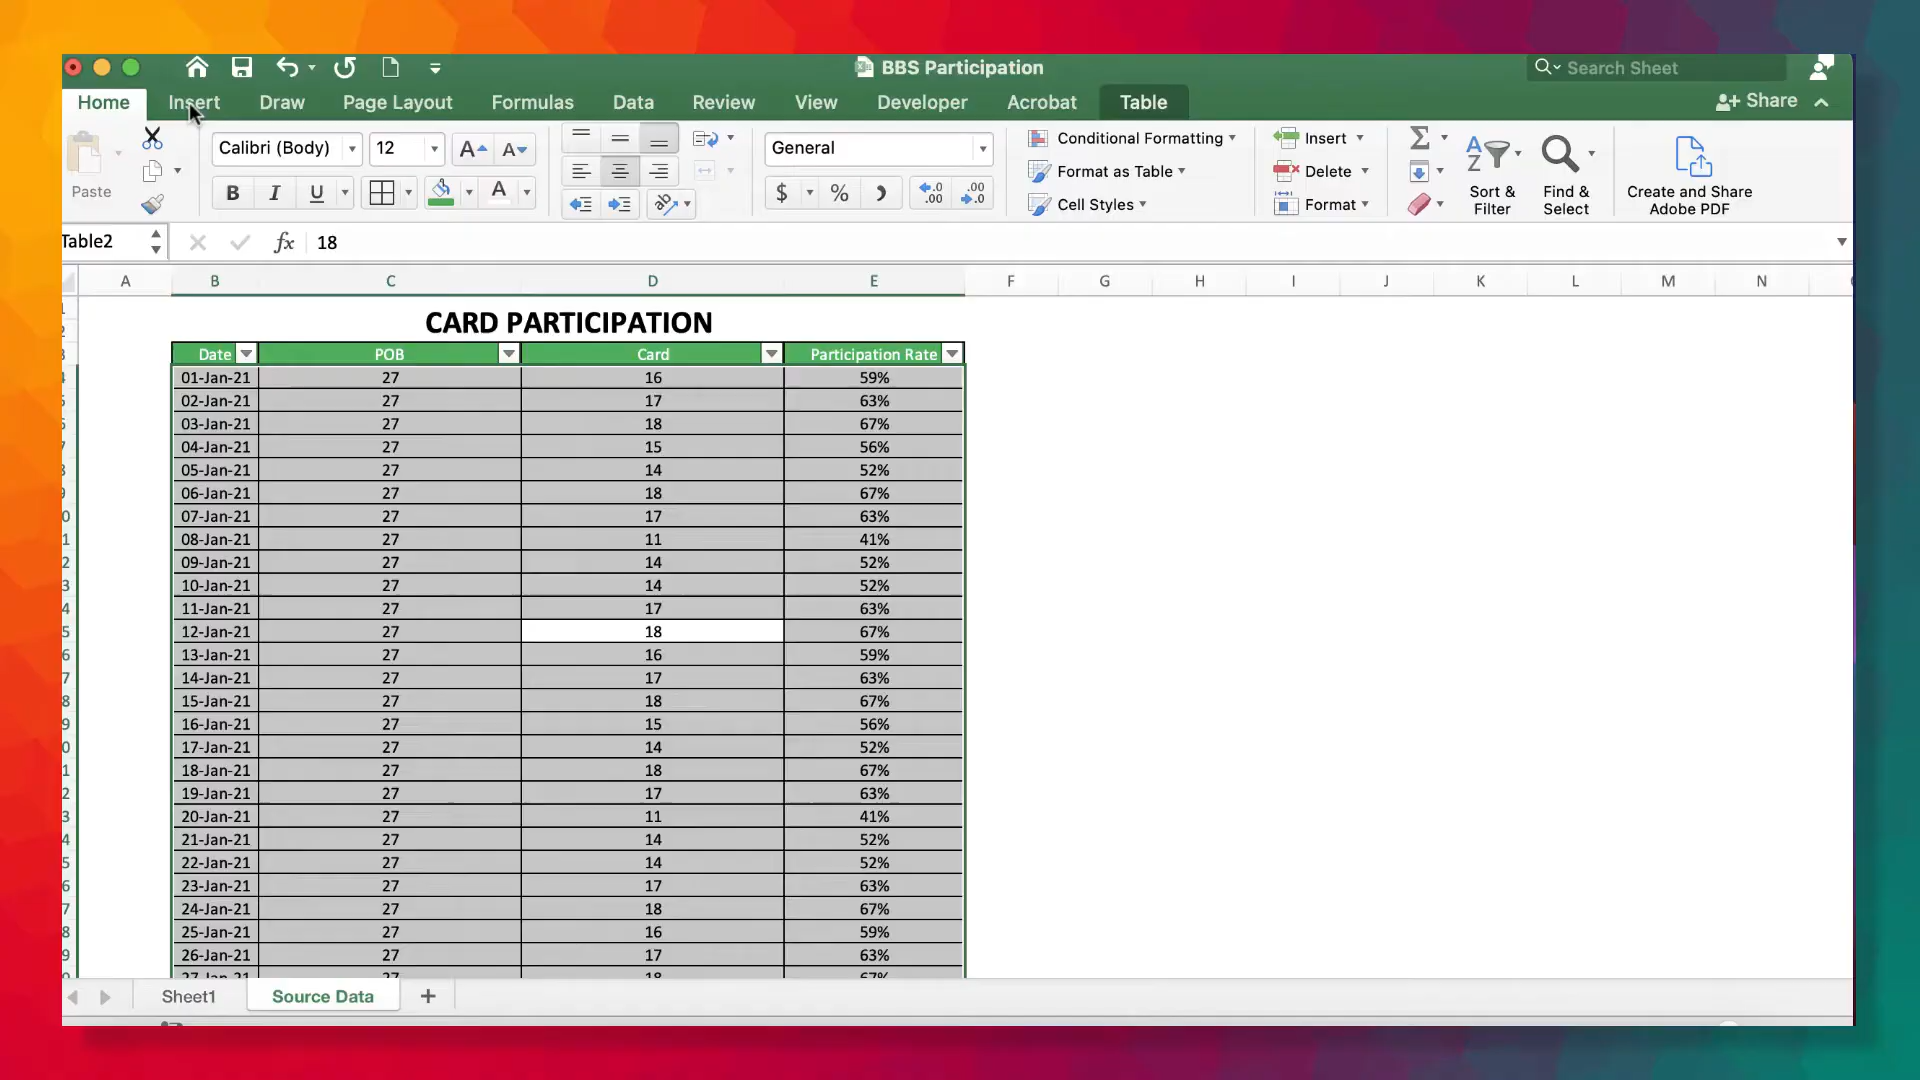 BBS Participation
Search Sheet
Home Insert Draw Page Layout Formulas Data Review View Developer Acrobat Table Share
Paste
Calibri (Body) 12
General
Conditional Formatting
Format as Table
Cell Styles
Insert
Delete
Format
Sort & Filter
Find & Select
Create and Share Adobe PDF
Table2 fx 18
A B C D E F G H I J K L M N
CARD PARTICIPATION
Date POB Card Participation Rate
01-Jan-21 27 16 59%
02-Jan-21 27 17 63%
03-Jan-21 27 18 67%
04-Jan-21 27 15 56%
05-Jan-21 27 14 52%
06-Jan-21 27 18 67%
07-Jan-21 27 17 63%
08-Jan-21 27 11 41%
09-Jan-21 27 14 52%
10-Jan-21 27 14 52%
11-Jan-21 27 17 63%
12-Jan-21 27 18 67%
13-Jan-21 27 16 59%
14-Jan-21 27 17 63%
15-Jan-21 27 18 67%
16-Jan-21 27 15 56%
17-Jan-21 27 14 52%
18-Jan-21 27 18 67%
19-Jan-21 27 17 63%
20-Jan-21 27 11 41%
21-Jan-21 27 14 52%
22-Jan-21 27 14 52%
23-Jan-21 27 17 63%
24-Jan-21 27 18 67%
25-Jan-21 27 16 59%
26-Jan-21 27 17 63%
27-Jan-21 27 18 67%
Sheet1 Source Data